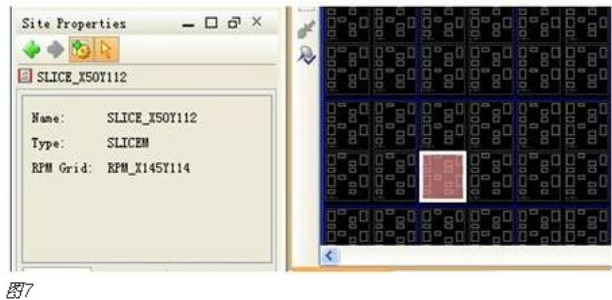 Site Properties
SLICE_X50Y112
Name: SLICE_X50Y112
Type: SLICEM
RPM Grid: RPM_X145Y114
图7